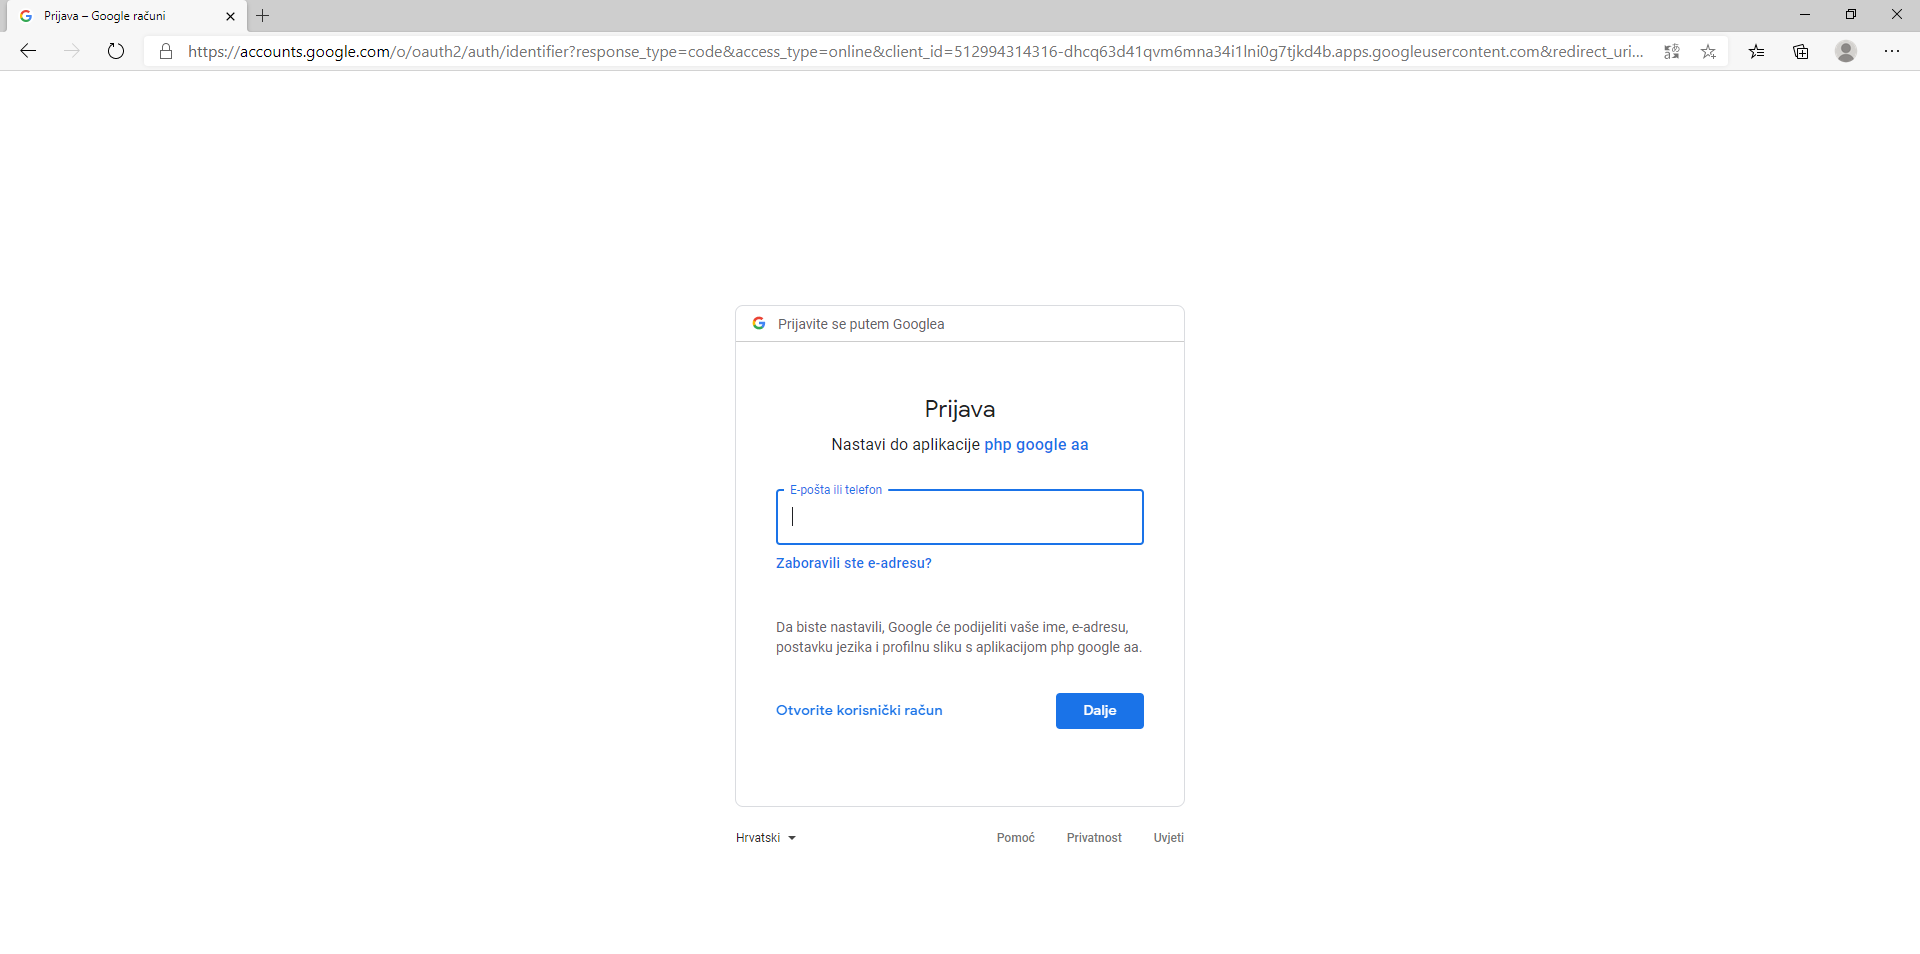 Prijava – Google računi
https://accounts.google.com/o/oauth2/auth/identifier?response_type=code&access_type=online&client_id=512994314316-dhcq63d41qvm6mna34i1lni0g7tjkd4b.apps.googleusercontent.com&redirect_uri...
Prijavite se putem Googlea
Prijava
Nastavi do aplikacije php google aa
E-pošta ili telefon
Zaboravili ste e-adresu?
Da biste nastavili, Google će podijeliti vaše ime, e-adresu,
postavku jezika i profilnu sliku s aplikacijom php google aa.
Otvorite korisnički račun Dalje
Hrvatski Pomoć Privatnost Uvjeti